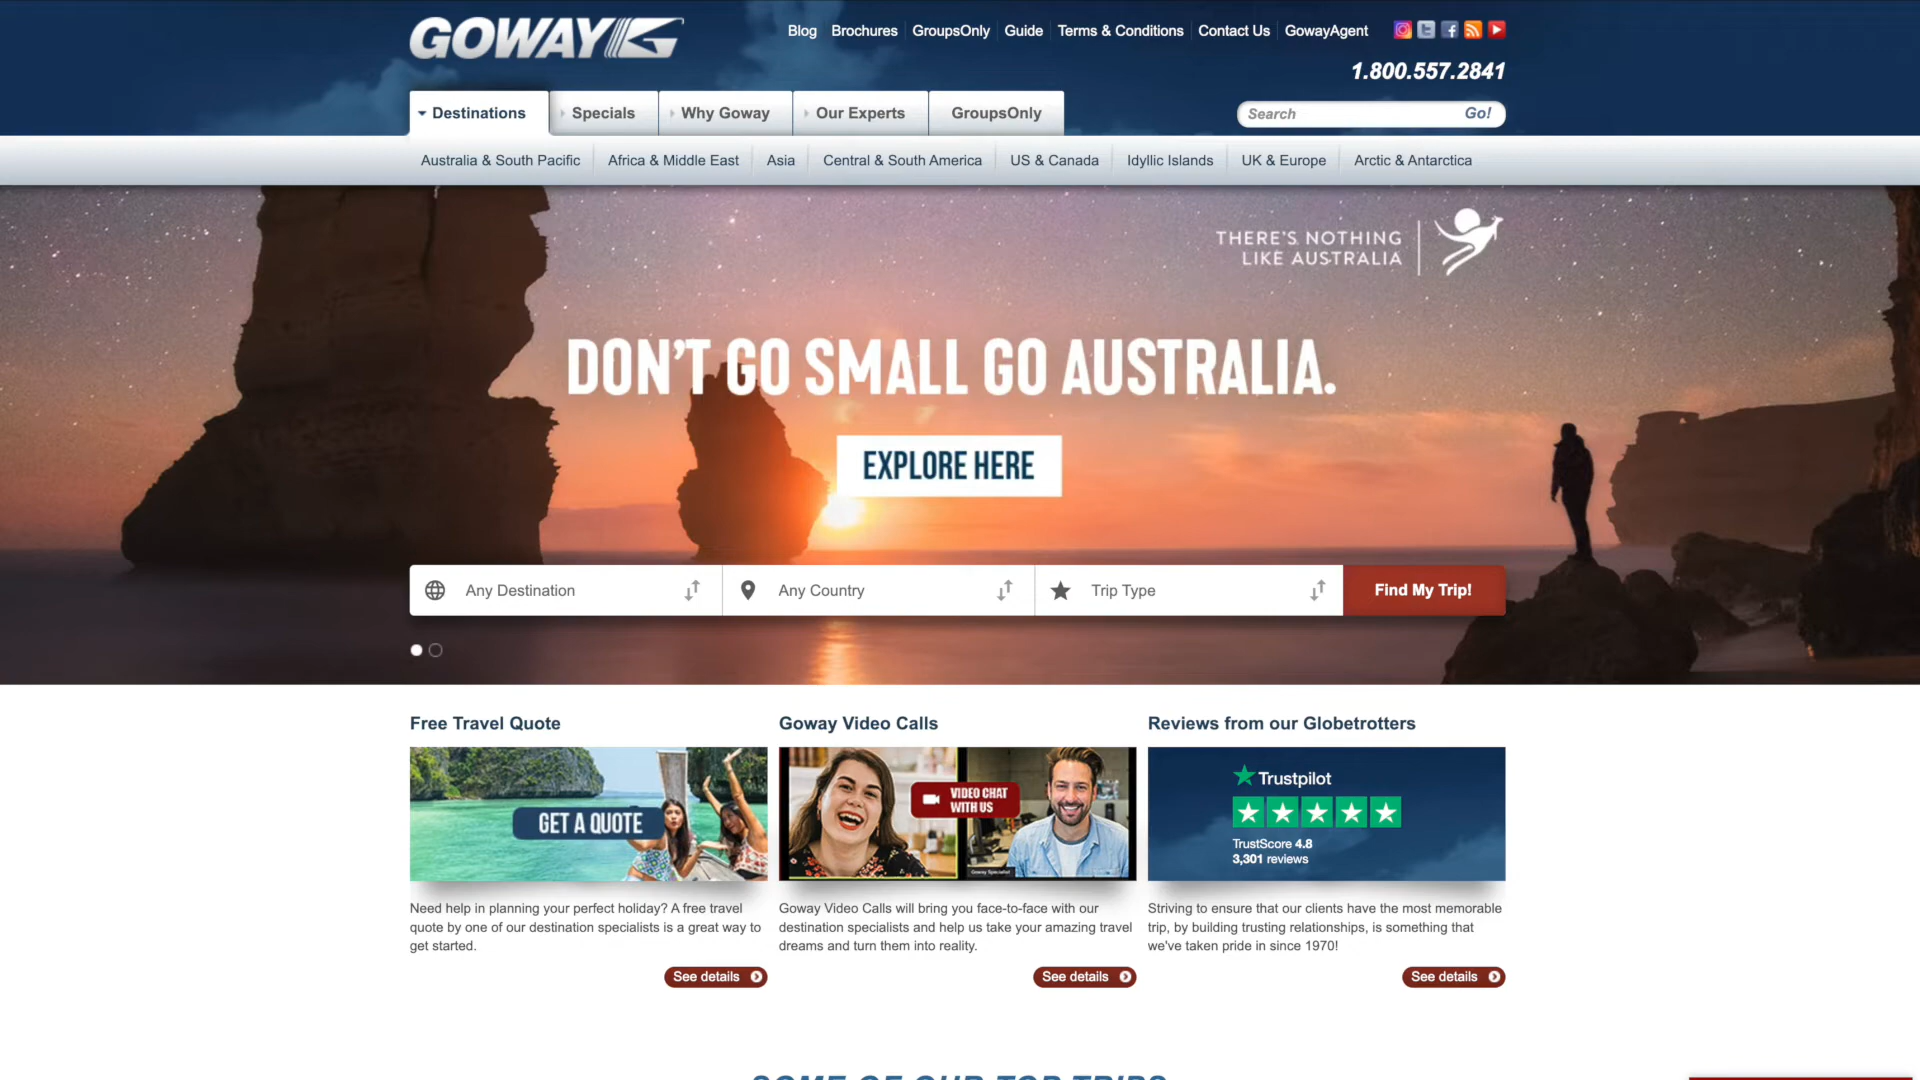 GOWAY
Blog Brochures GroupsOnly Guide Terms & Conditions Contact Us GowayAgent
1.800.557.2841
Destinations Specials Why Goway Our Experts GroupsOnly
Search Go!
Australia & South Pacific Africa & Middle East Asia Central & South America US & Canada Idyllic Islands UK & Europe Arctic & Antarctica
THERE'S NOTHING
LIKE AUSTRALIA
DON'T GO SMALL GO AUSTRALIA.
EXPLORE HERE
Any Destination Any Country Trip Type Find My Trip!
Free Travel Quote
GET A QUOTE
Need help in planning your perfect holiday? A free travel
quote by one of our destination specialists is a great way to
get started.
See details
Goway Video Calls
VIDEO CHAT
WITH US
Goway Specialist
Goway Video Calls will bring you face-to-face with our
destination specialists and help us take your amazing travel
dreams and turn them into reality.
See details
Reviews from our Globetrotters
Trustpilot
TrustScore 4.8
3,301 reviews
Striving to ensure that our clients have the most memorable
trip, by building trusting relationships, is something that
we've taken pride in since 1970!
See details
SOME OF OUR TOP TRIPS